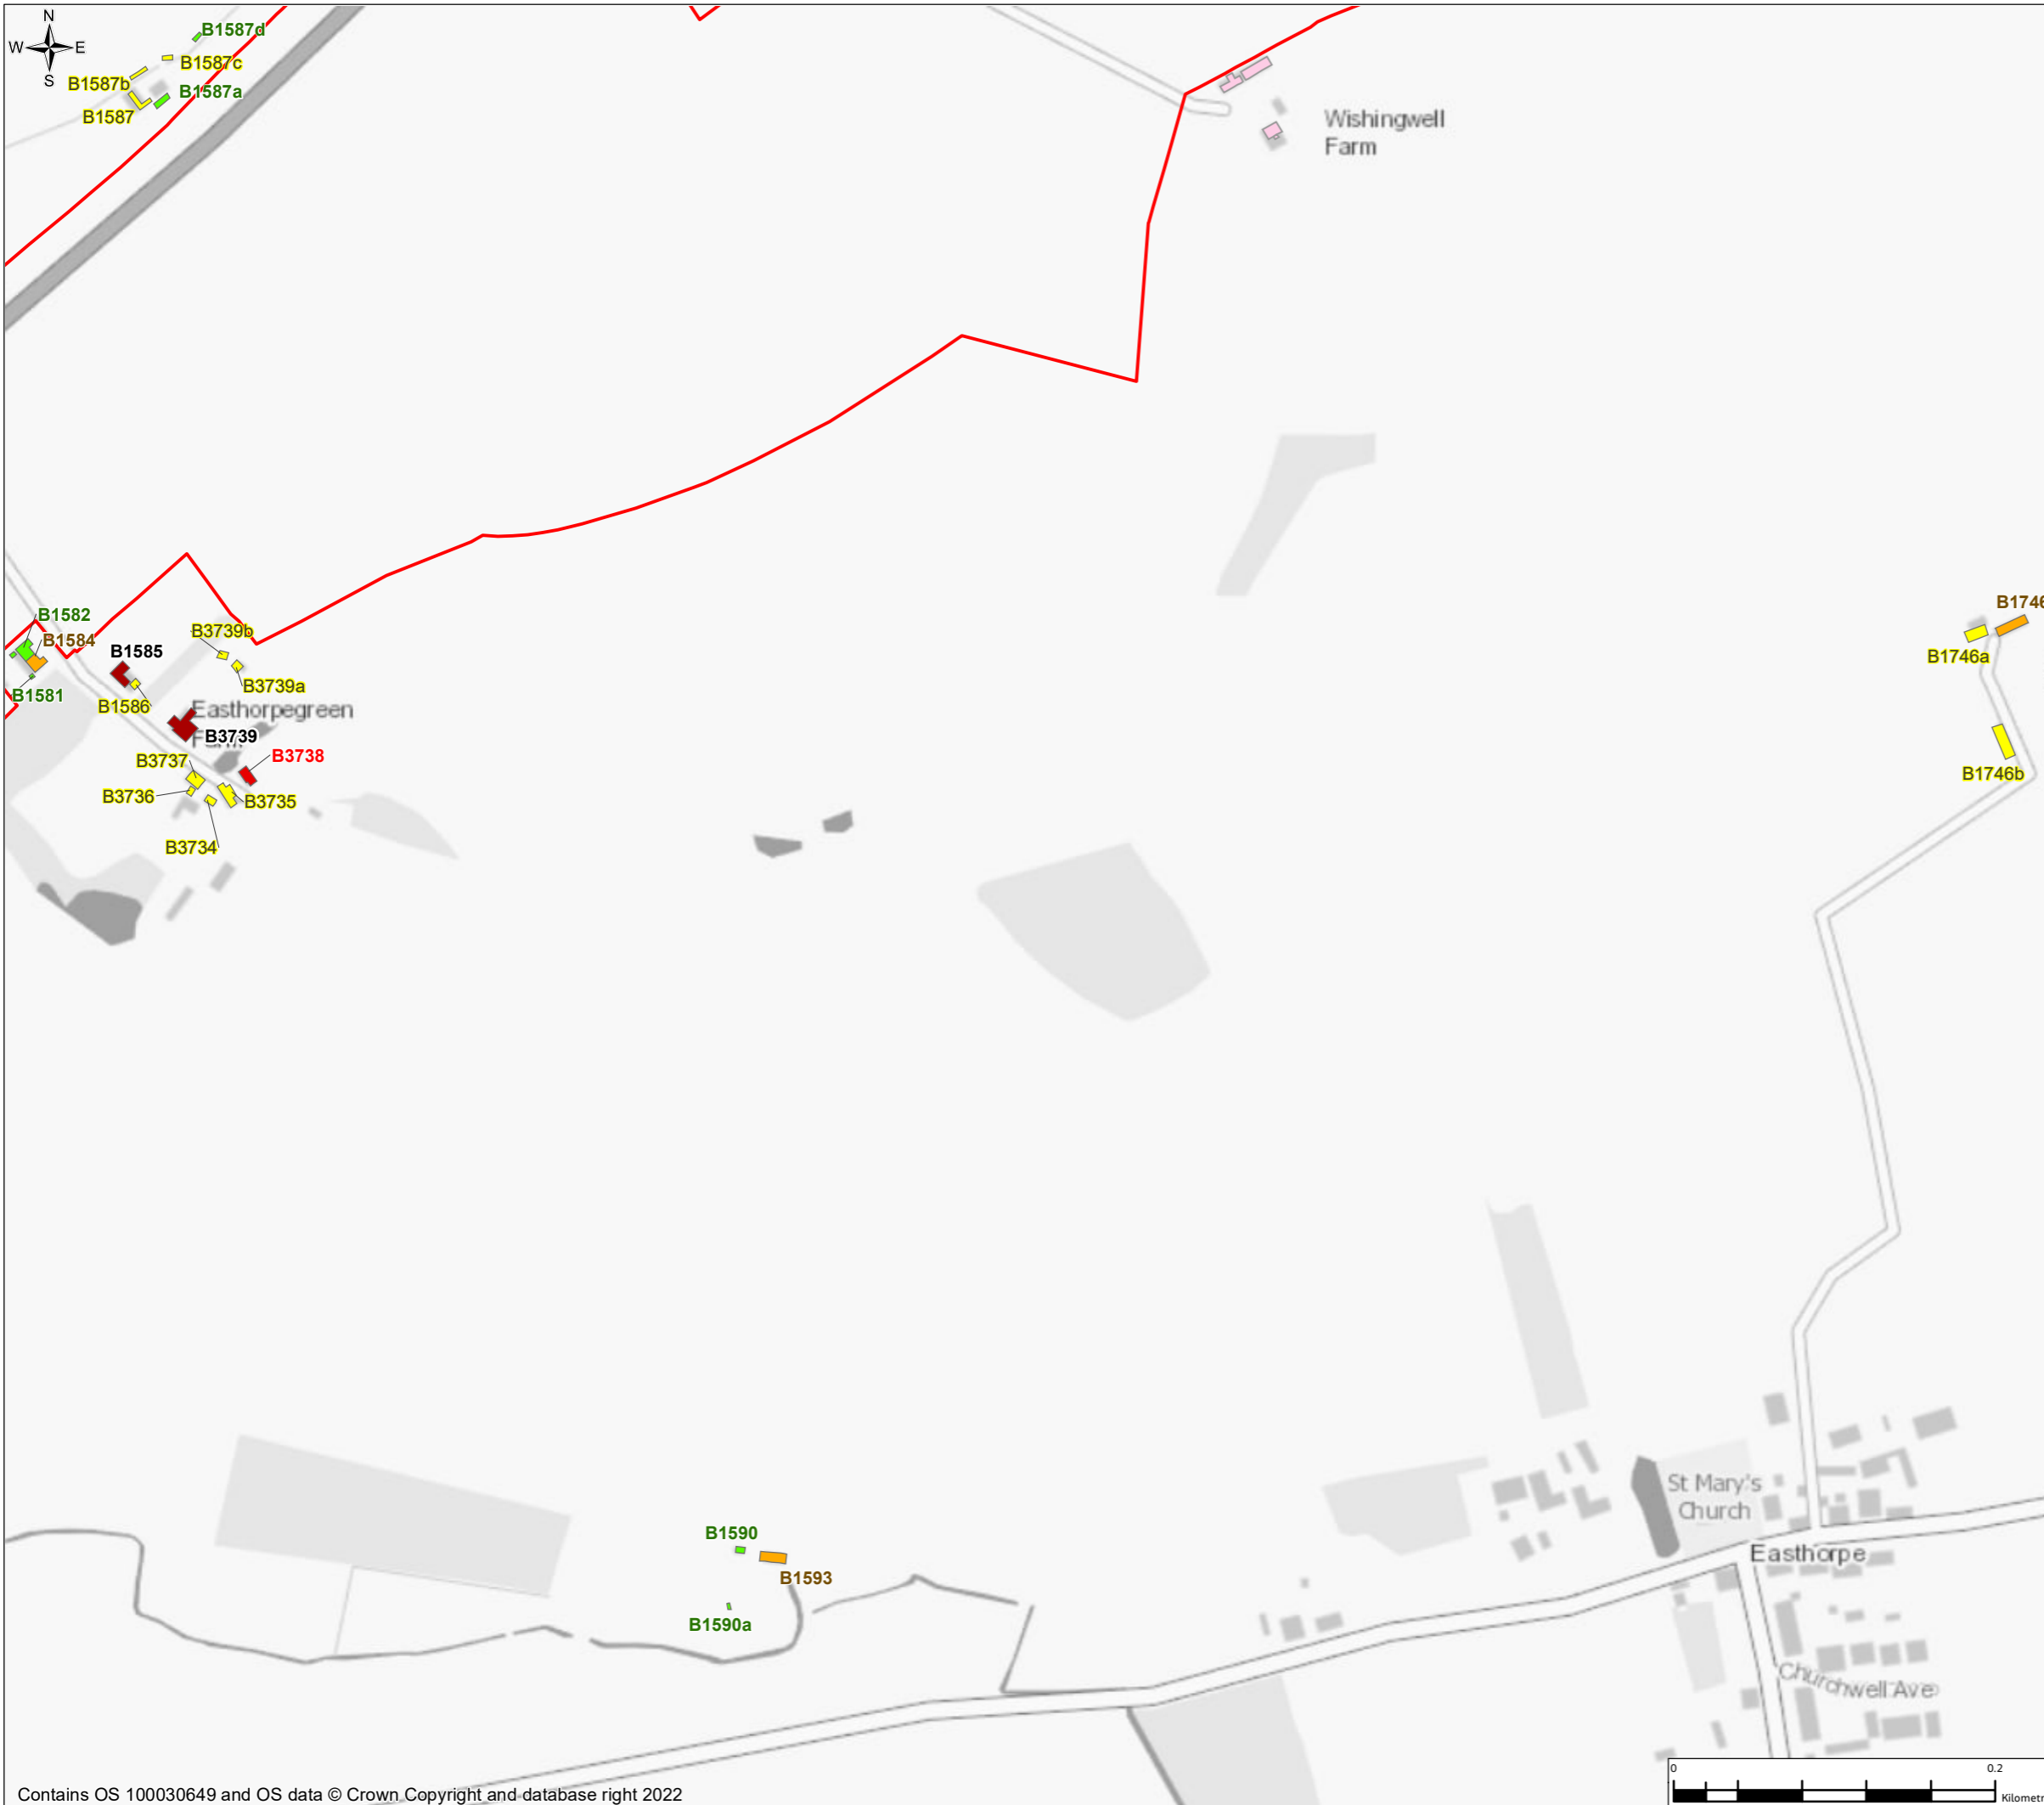 N
W E
S
B1587d
B1587c
B1587b
B1587a
B1587
Wishingwell
Farm
B1582
B1584
B1585
B3739b
B1581
B3739a
B1586
Easthorpegreen
B3739
B3738
B3737
B3736
B3735
B3734
B1746
B1746a
B1746b
St Mary's
Church
Easthorpe
B1590
B1593
B1590a
Churchwell Ave
0 0.2
Contains OS 100030649 and OS data © Crown Copyright and database right 2022